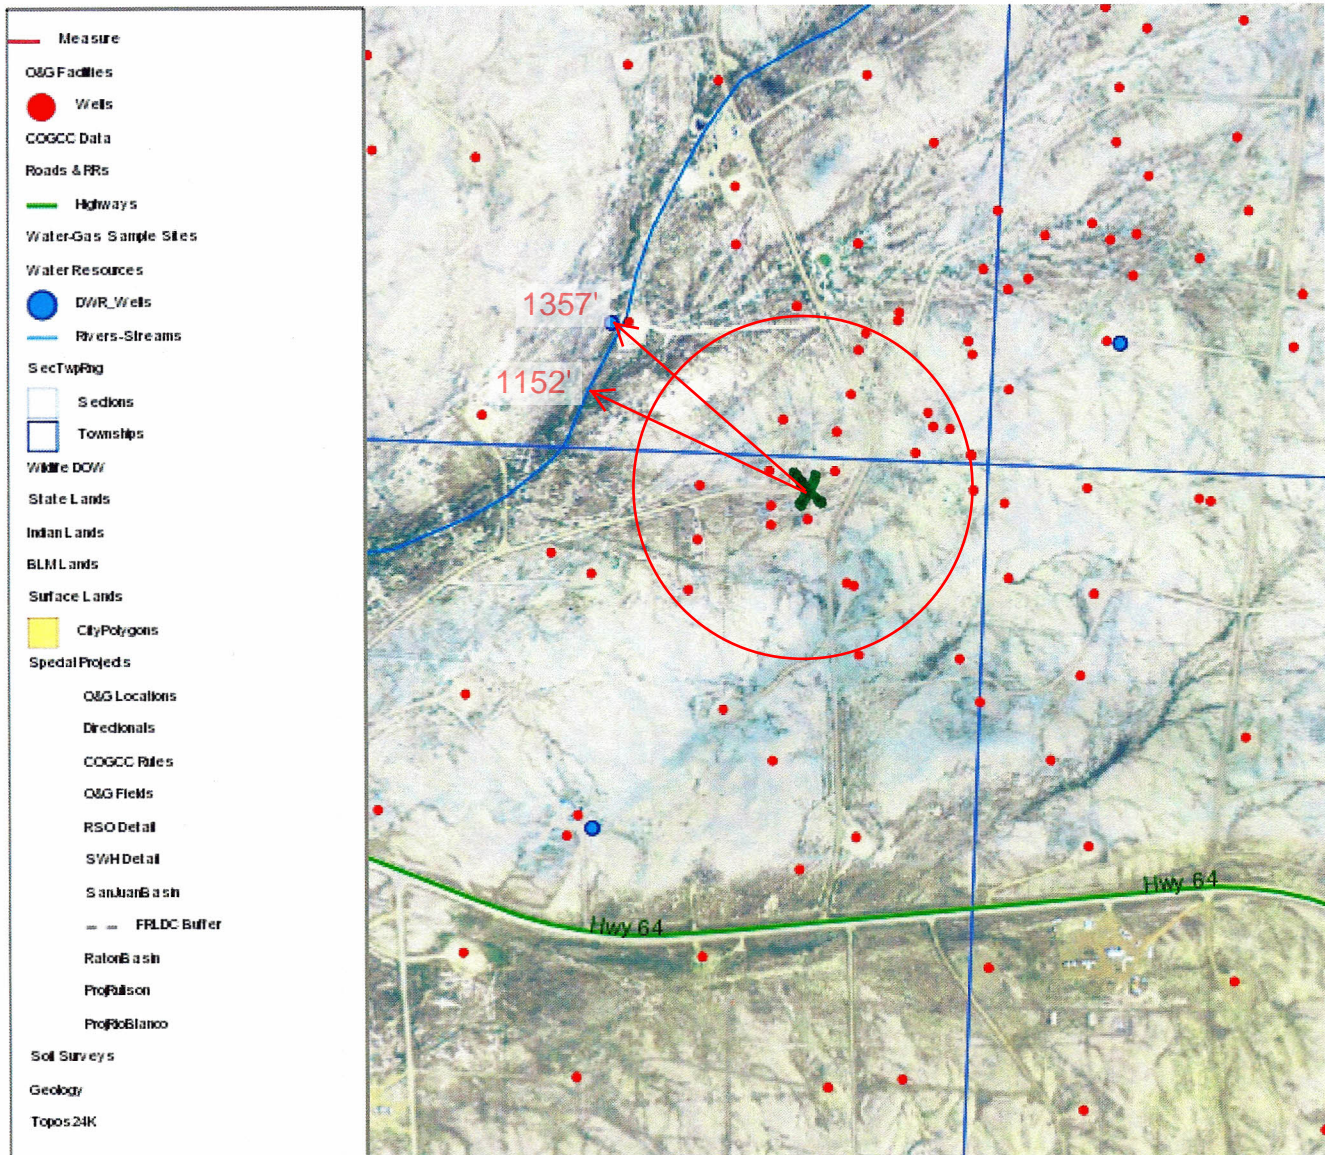 Measure
O&G Facilities
Wells
COGCC Data
Roads & RRs
Highways
Water-Gas Sample Sites
Water Resources
DWR_Wells
Rivers-Streams
SecTwpRng
Sections
Townships
Wildlife DOW
State Lands
Indian Lands
BLM Lands
Surface Lands
CityPolygons
Special Projects
O&G Locations
Directionals
COGCC Rules
O&G Fields
RSO Detail
SWH Detail
SanJuanBasin
FRLDC Buffer
RatonBasin
ProjRulison
ProjRioBlanco
Soil Surveys
Geology
Topos24K
1357'
1152'
Hwy 64
Hwy 64